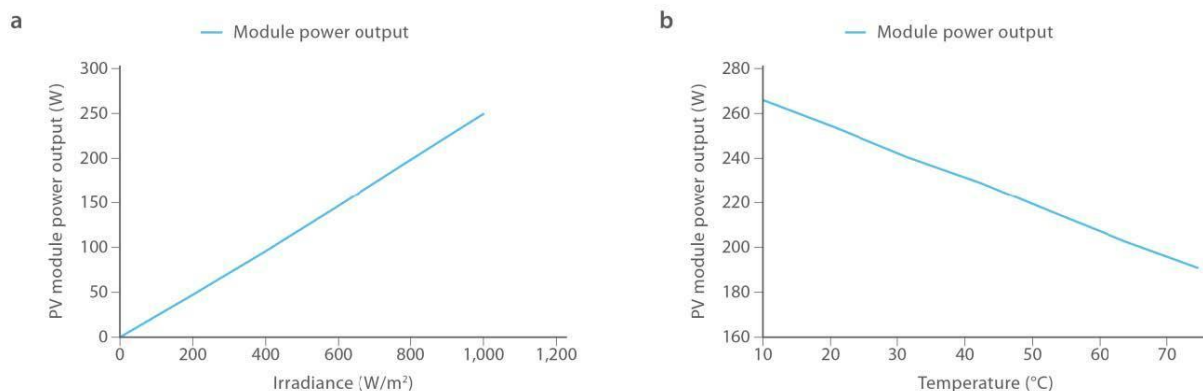 a
Module power output
PV module power output (W)
300
250
200
150
100
50
0
0 200 400 600 800 1,000 1,200
Irradiance (W/m²)
b
Module power output
PV module power output (W)
280
260
240
220
200
180
160
10 20 30 40 50 60 70
Temperature (°C)